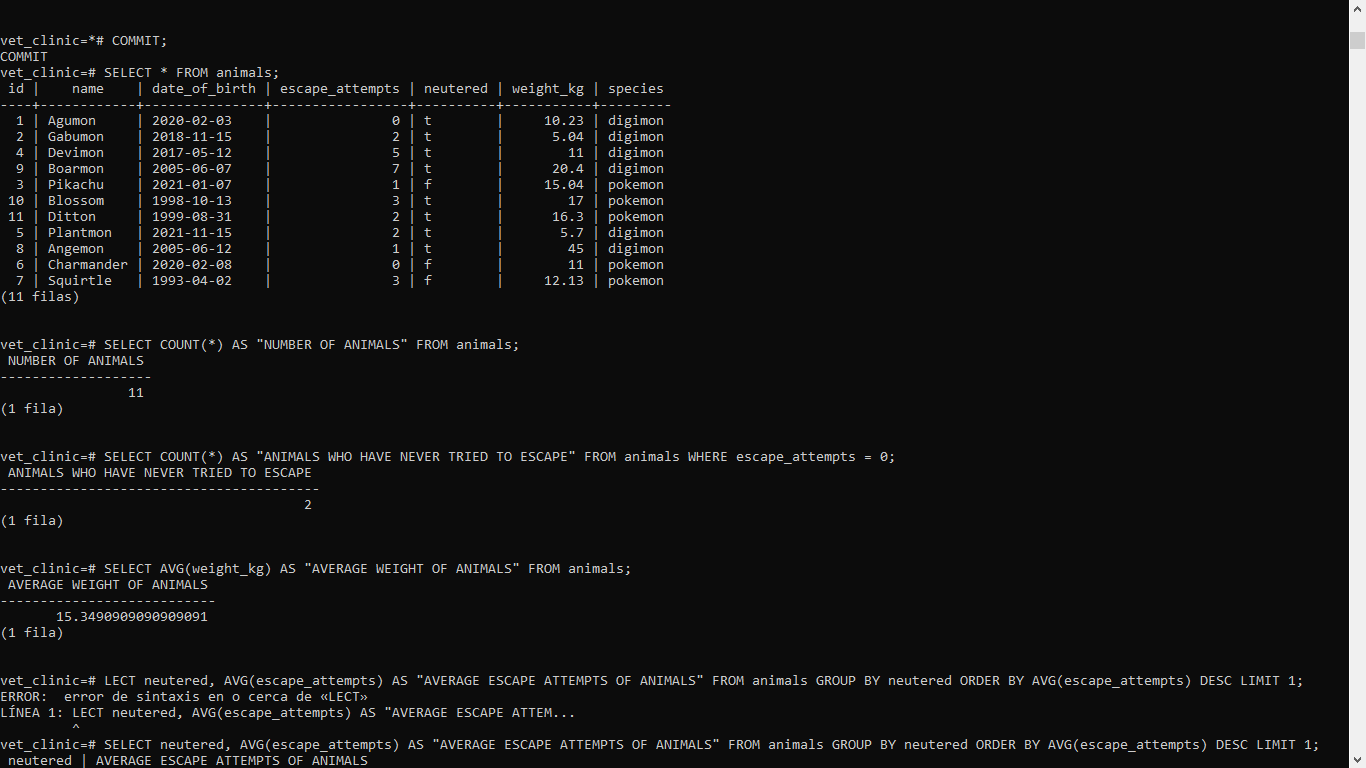 vet_clinic=*# COMMIT;
COMMIT
vet_clinic=# SELECT * FROM animals;
 id |    name    | date_of_birth | escape_attempts | neutered | weight_kg | species
----+------------+---------------+-----------------+----------+-----------+---------
  1 | Agumon     | 2020-02-03    |               0 | t        |     10.23 | digimon
  2 | Gabumon    | 2018-11-15    |               2 | t        |      5.04 | digimon
  4 | Devimon    | 2017-05-12    |               5 | t        |        11 | digimon
  9 | Boarmon    | 2005-06-07    |               7 | t        |      20.4 | digimon
  3 | Pikachu    | 2021-01-07    |               1 | f        |     15.04 | pokemon
 10 | Blossom    | 1998-10-13    |               3 | t        |        17 | pokemon
 11 | Ditton     | 1999-08-31    |               2 | t        |      16.3 | pokemon
  5 | Plantmon   | 2021-11-15    |               2 | t        |       5.7 | digimon
  8 | Angemon    | 2005-06-12    |               1 | t        |        45 | digimon
  6 | Charmander | 2020-02-08    |               0 | f        |        11 | pokemon
  7 | Squirtle   | 1993-04-02    |               3 | f        |     12.13 | pokemon
(11 filas)
vet_clinic=# SELECT COUNT(*) AS "NUMBER OF ANIMALS" FROM animals;
 NUMBER OF ANIMALS
-------------------
                11
(1 fila)
vet_clinic=# SELECT COUNT(*) AS "ANIMALS WHO HAVE NEVER TRIED TO ESCAPE" FROM animals WHERE escape_attempts = 0;
 ANIMALS WHO HAVE NEVER TRIED TO ESCAPE
----------------------------------------
                                      2
(1 fila)
vet_clinic=# SELECT AVG(weight_kg) AS "AVERAGE WEIGHT OF ANIMALS" FROM animals;
 AVERAGE WEIGHT OF ANIMALS
---------------------------
       15.3490909090909091
(1 fila)
vet_clinic=# LECT neutered, AVG(escape_attempts) AS "AVERAGE ESCAPE ATTEMPTS OF ANIMALS" FROM animals GROUP BY neutered ORDER BY AVG(escape_attempts) DESC LIMIT 1;
ERROR:  error de sintaxis en o cerca de «LECT»
LÍNEA 1: LECT neutered, AVG(escape_attempts) AS "AVERAGE ESCAPE ATTEM...
         ^
vet_clinic=# SELECT neutered, AVG(escape_attempts) AS "AVERAGE ESCAPE ATTEMPTS OF ANIMALS" FROM animals GROUP BY neutered ORDER BY AVG(escape_attempts) DESC LIMIT 1;
 neutered | AVERAGE ESCAPE ATTEMPTS OF ANIMALS